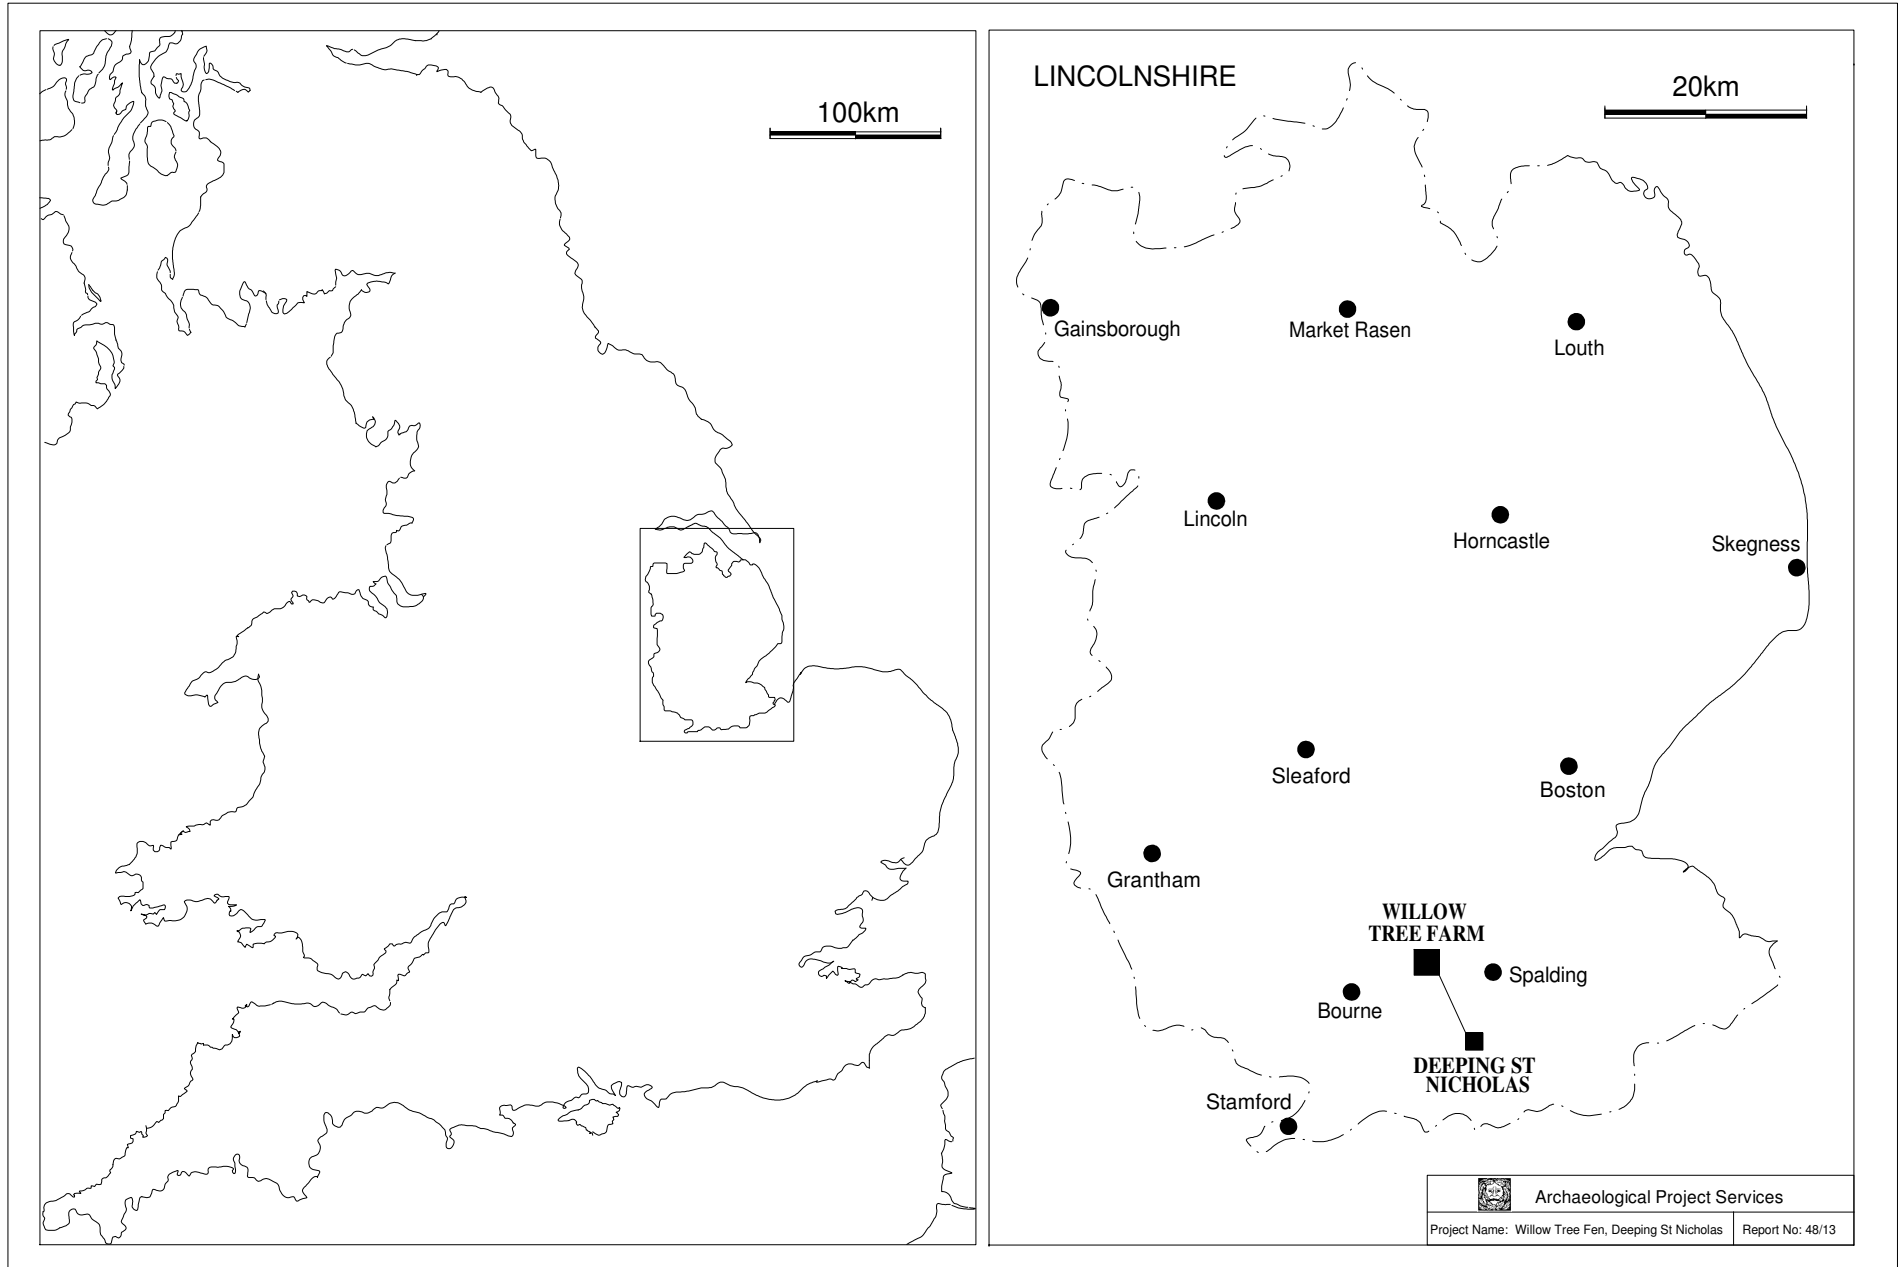 100km
LINCOLNSHIRE
20km
Gainsborough
Market Rasen
Louth
Lincoln
Horncastle
Skegness
Sleaford
Boston
Grantham
WILLOW
TREE FARM
Spalding
Bourne
DEEPING ST
NICHOLAS
Stamford
Archaeological Project Services
Project Name: Willow Tree Fen, Deeping St Nicholas
Report No: 48/13